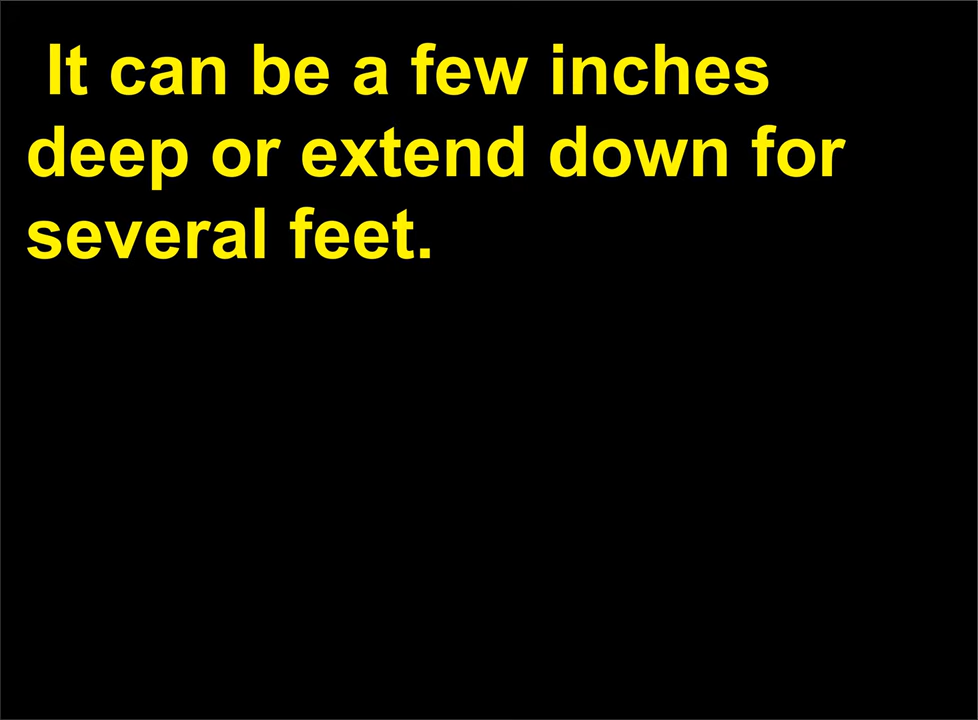 It can be a few inches
deep or extend down for
several feet.